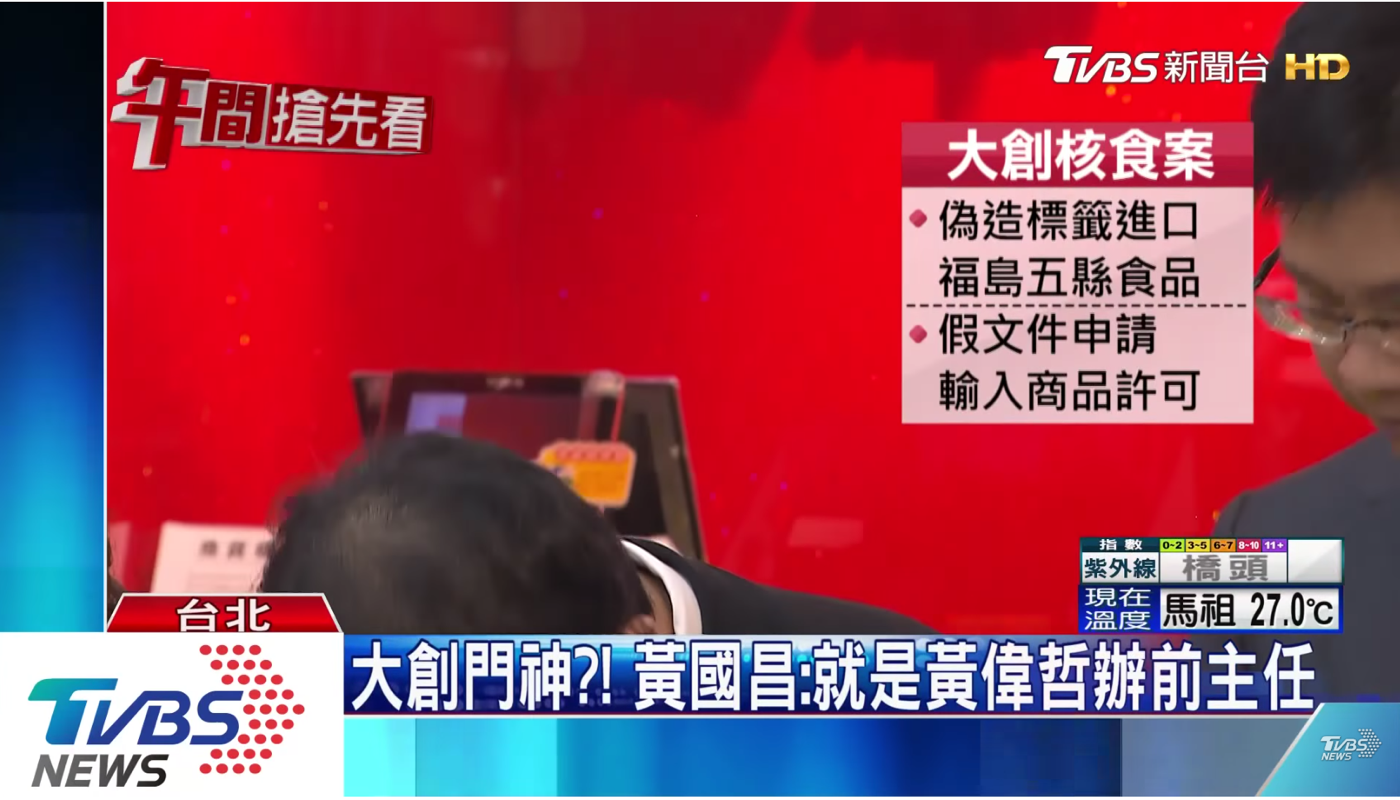 午間搶先看
TVBS新聞台 HD
大創核食案
偽造標籤進口
福島五縣食品
假文件申請
輸入商品許可
指數 0~2 3~5 6~7 8~10 11+
紫外線 橋頭
現在溫度 馬祖 27.0℃
台北
大創門神?! 黃國昌:就是黃偉哲辦前主任
TVBS
NEWS
TVBS
NEWS